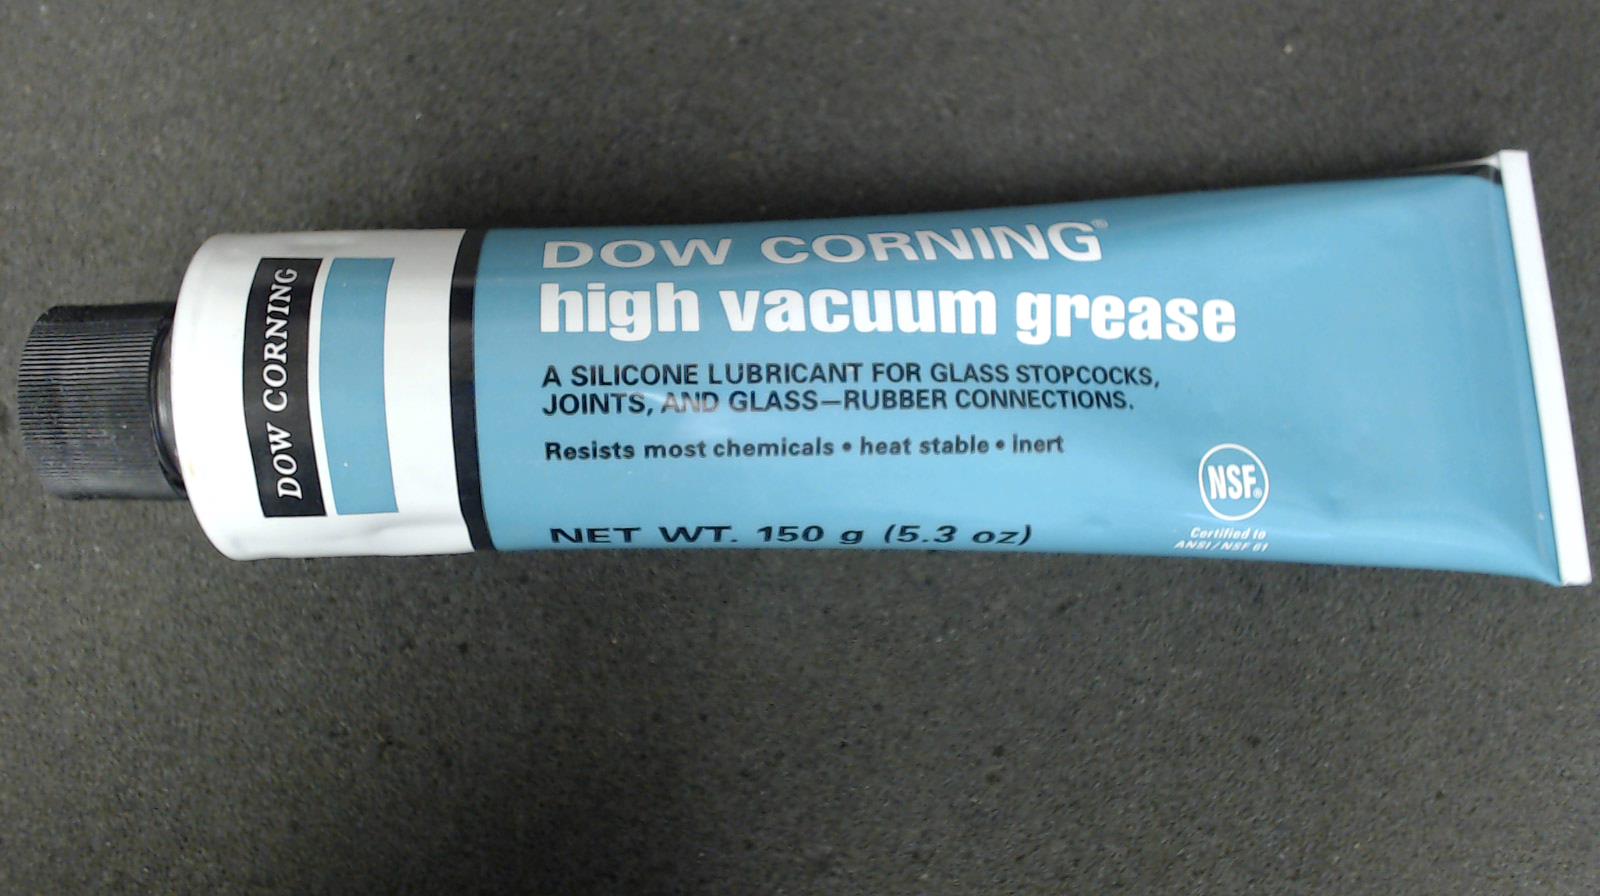 DOW CORNING
DOW CORNING®
high vacuum grease
A SILICONE LUBRICANT FOR GLASS STOPCOCKS,
JOINTS, AND GLASS—RUBBER CONNECTIONS.
Resists most chemicals • heat stable • inert
NET WT. 150 g (5.3 oz)
NSF®
Certified to
ANSI/NSF 61